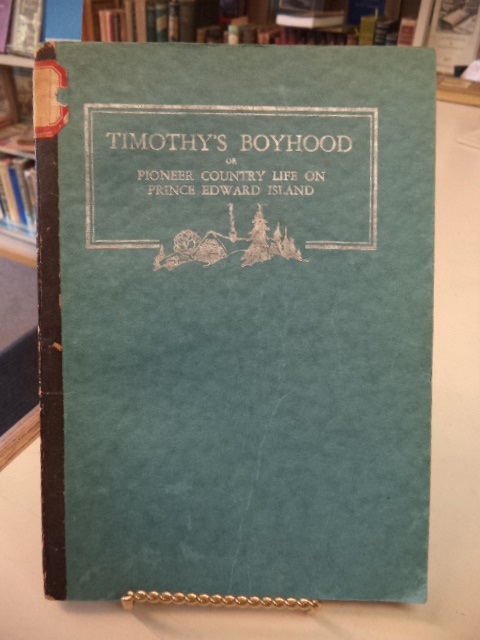 TIMOTHY'S BOYHOOD
OR
PIONEER COUNTRY LIFE ON
PRINCE EDWARD ISLAND